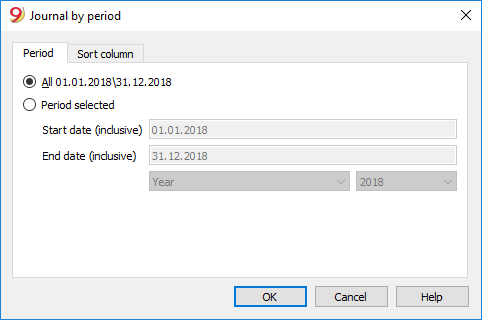 9 Journal by period
Period Sort column
All 01.01.2018\31.12.2018
Period selected
Start date (inclusive) 01.01.2018
End date (inclusive) 31.12.2018
Year 2018
OK Cancel Help